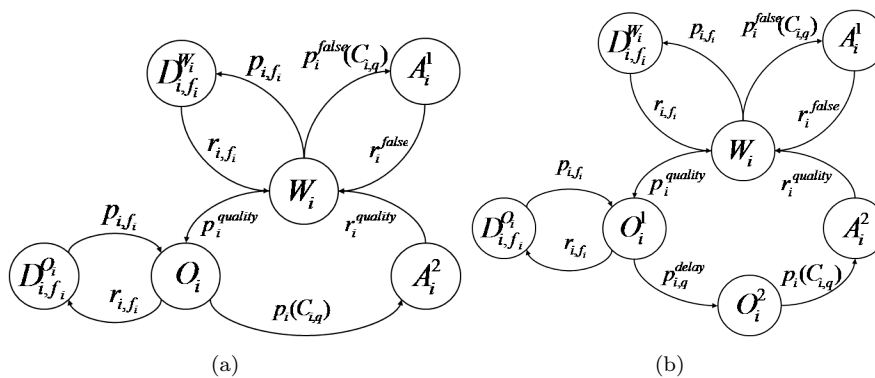 D_{i,f_i}^{W_i}
p_{i,f_i}
p_i^{false}(C_{i,q})
A_i^1
r_{i,f_i}
r_i^{false}
W_i
p_{i,f_i}
p_i^{quality}
r_i^{quality}
D_{i,f_i}^{O_i}
O_i
A_i^2
r_{i,f_i}
p_i(C_{i,q})
(a)
D_{i,f_i}^{W_i}
p_{i,f_i}
p_i^{false}(C_{i,q})
A_i^1
r_{i,f_i}
r_i^{false}
W_i
p_{i,f_i}
p_i^{quality}
r_i^{quality}
D_{i,f_i}^{O_i}
O_i^1
A_i^2
r_{i,f_i}
p_{i,q}^{delay}
O_i^2
p_i(C_{i,q})
(b)